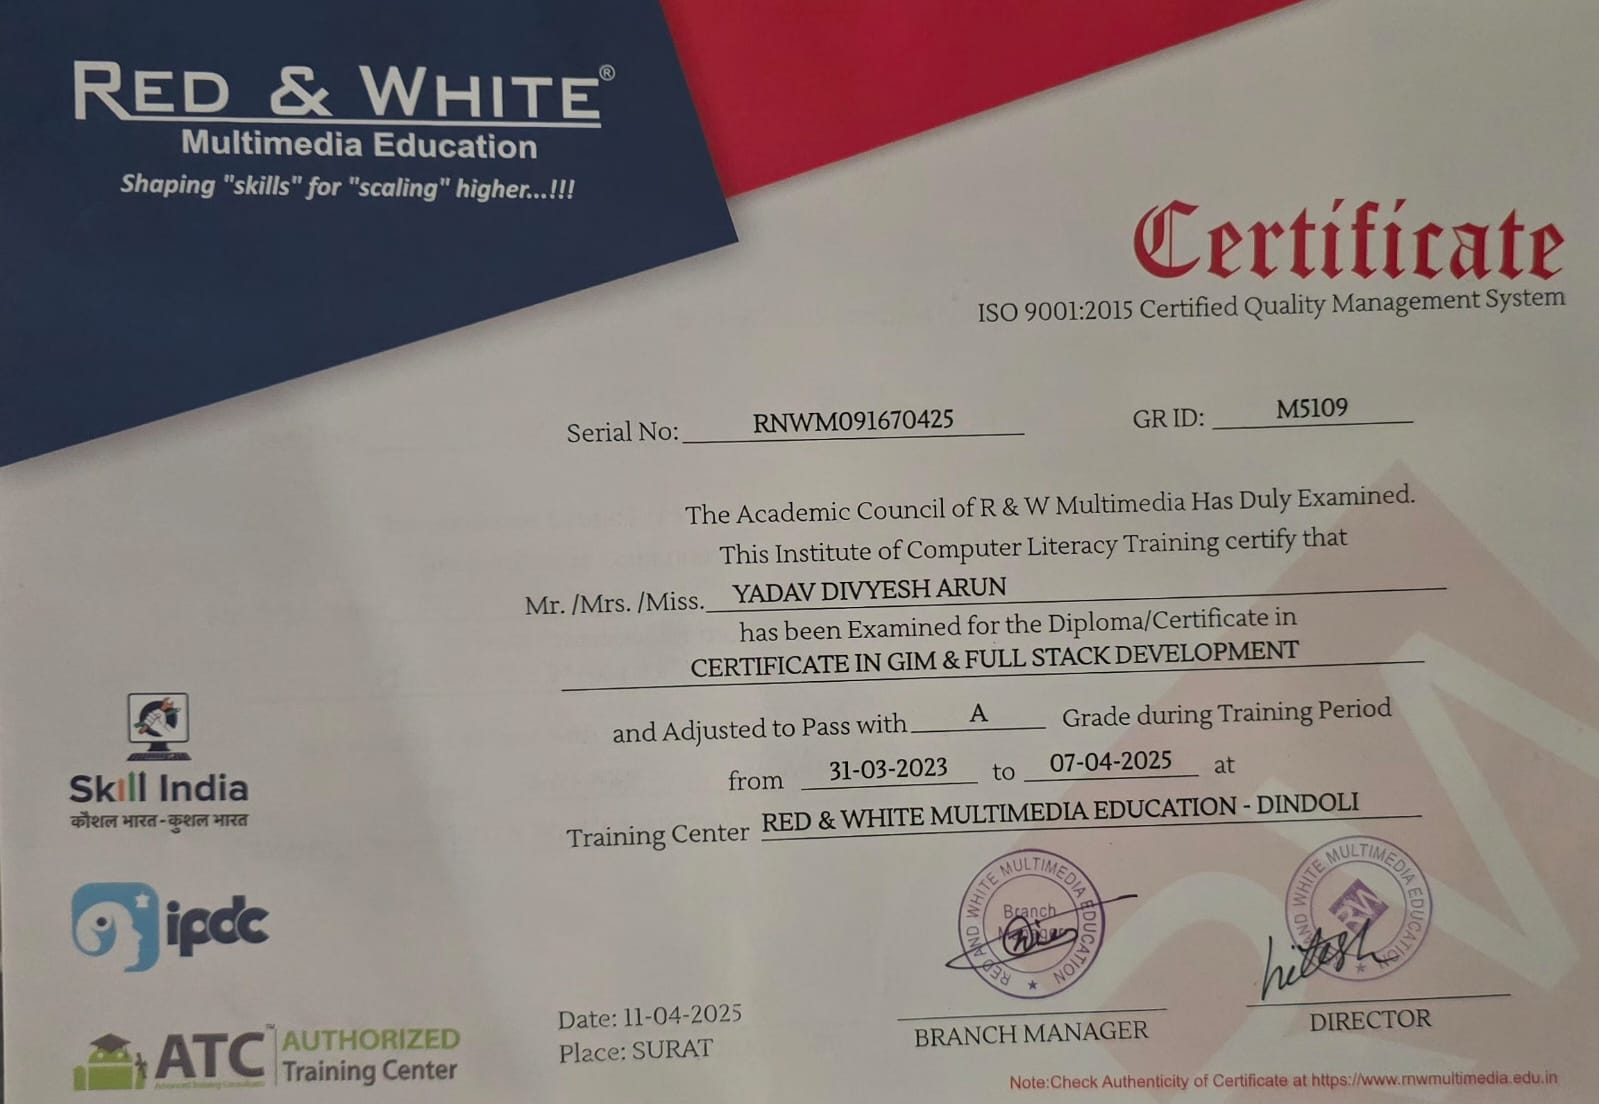 RED & WHITE®
Multimedia Education
Shaping "skills" for "scaling" higher...!!!
Certificate
ISO 9001:2015 Certified Quality Management System
Serial No: RNWM091670425 GR ID: M5109
The Academic Council of R & W Multimedia Has Duly Examined.
This Institute of Computer Literacy Training certify that
Mr. /Mrs. /Miss. YADAV DIVYESH ARUN
has been Examined for the Diploma/Certificate in
CERTIFICATE IN GIM & FULL STACK DEVELOPMENT
and Adjusted to Pass with A Grade during Training Period
from 31-03-2023 to 07-04-2025 at
Training Center RED & WHITE MULTIMEDIA EDUCATION - DINDOLI
Skill India
कौशल भारत-कुशल भारत
ipdc
ATC™ AUTHORIZED
Training Center
RED AND WHITE MULTIMEDIA EDUCATION
Branch
Manager
AND WHITE MULTIMEDIA EDUCATION
RW
hitesh
Date: 11-04-2025
Place: SURAT
BRANCH MANAGER
DIRECTOR
Note:Check Authenticity of Certificate at https://www.rnwmultimedia.edu.in